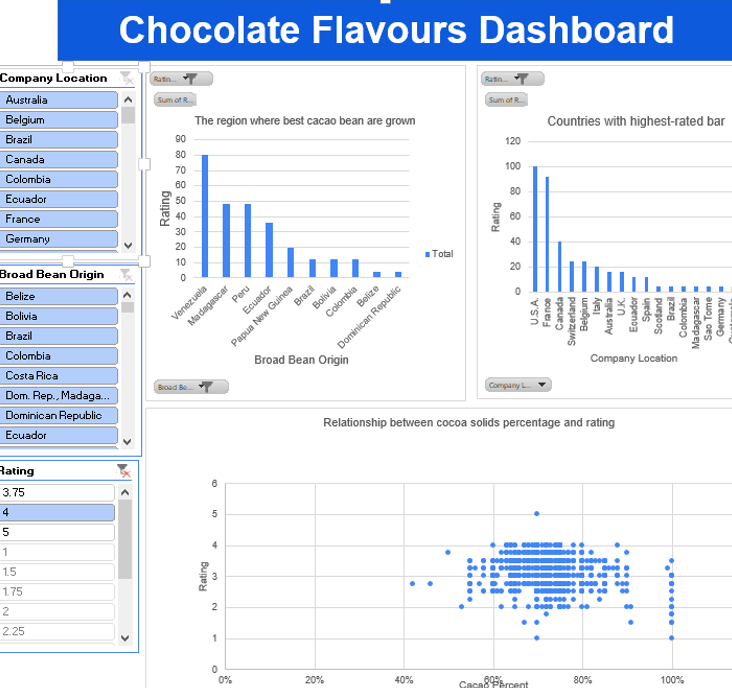 Chocolate Flavours Dashboard
Company Location
Australia
Belgium
Brazil
Canada
Colombia
Ecuador
France
Germany
Broad Bean Origin
Belize
Bolivia
Brazil
Colombia
Costa Rica
Dom. Rep., Madaga...
Dominican Republic
Ecuador
Rating
3.75
4
5
1
1.5
1.75
2
2.25
Ratin...
Sum of R...
The region where best cacao bean are grown
90
80
70
60
50
40
30
20
10
0
Rating
Venezuela
Madagascar
Peru
Ecuador
Papua New Guinea
Brazil
Bolivia
Colombia
Belize
Dominican Republic
Total
Broad Bean Origin
Broad Be...
Ratin...
Sum of R...
Countries with highest-rated bar
120
100
80
60
40
20
0
Rating
U.S.A.
France
Canada
Switzerland
Belgium
Italy
Australia
U.K.
Ecuador
Spain
Scotland
Brazil
Colombia
Madagascar
Sao Tome
Germany
Company Location
Company L...
Relationship between cocoa solids percentage and rating
6
5
4
3
2
1
0
Rating
0%
20%
40%
60%
80%
100%
Cacao Percent